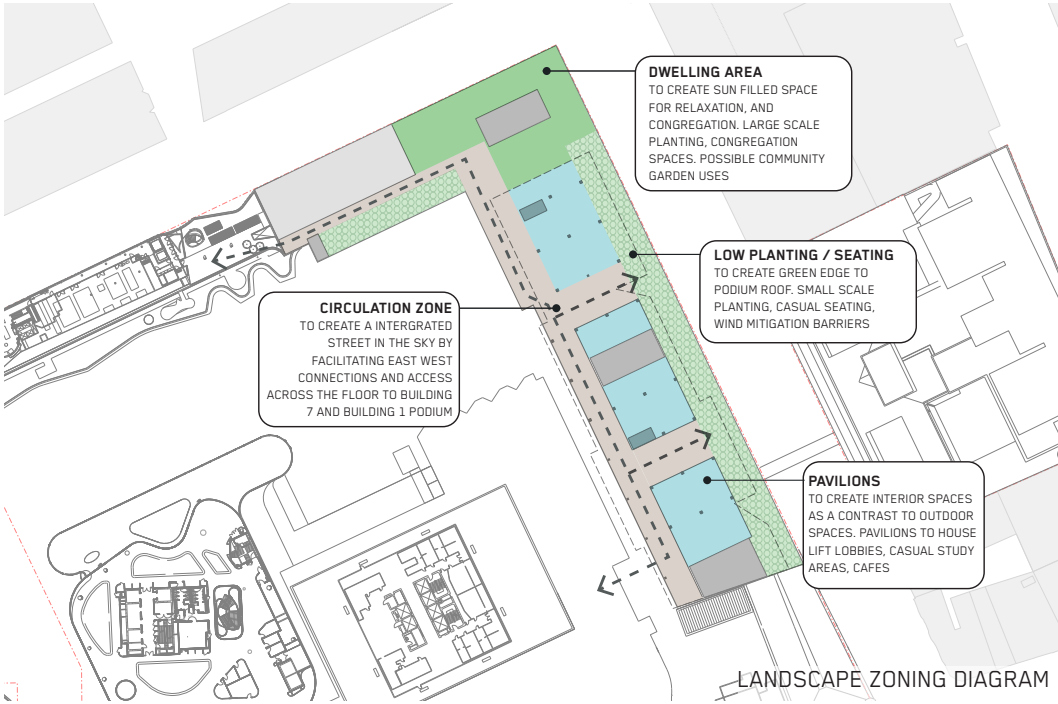 DWELLING AREA
TO CREATE SUN FILLED SPACE
FOR RELAXATION, AND
CONGREGATION. LARGE SCALE
PLANTING, CONGREGATION
SPACES. POSSIBLE COMMUNITY
GARDEN USES
LOW PLANTING / SEATING
TO CREATE GREEN EDGE TO
PODIUM ROOF. SMALL SCALE
PLANTING, CASUAL SEATING,
WIND MITIGATION BARRIERS
CIRCULATION ZONE
TO CREATE A INTERGRATED
STREET IN THE SKY BY
FACILITATING EAST WEST
CONNECTIONS AND ACCESS
ACROSS THE FLOOR TO BUILDING
7 AND BUILDING 1 PODIUM
PAVILIONS
TO CREATE INTERIOR SPACES
AS A CONTRAST TO OUTDOOR
SPACES. PAVILIONS TO HOUSE
LIFT LOBBIES, CASUAL STUDY
AREAS, CAFES
LANDSCAPE ZONING DIAGRAM